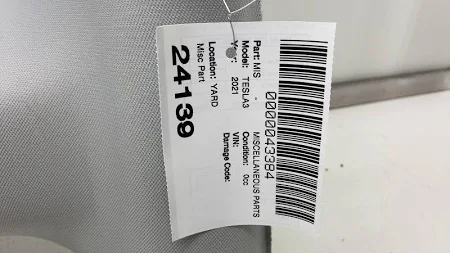 0000043384
Part: MIS - MISCELLANEOUS PARTS
Model: TESLA3 Condition: 0cc
Year: 2021 VIN:
Damage Code:
Location: YARD
Misc Part
24139